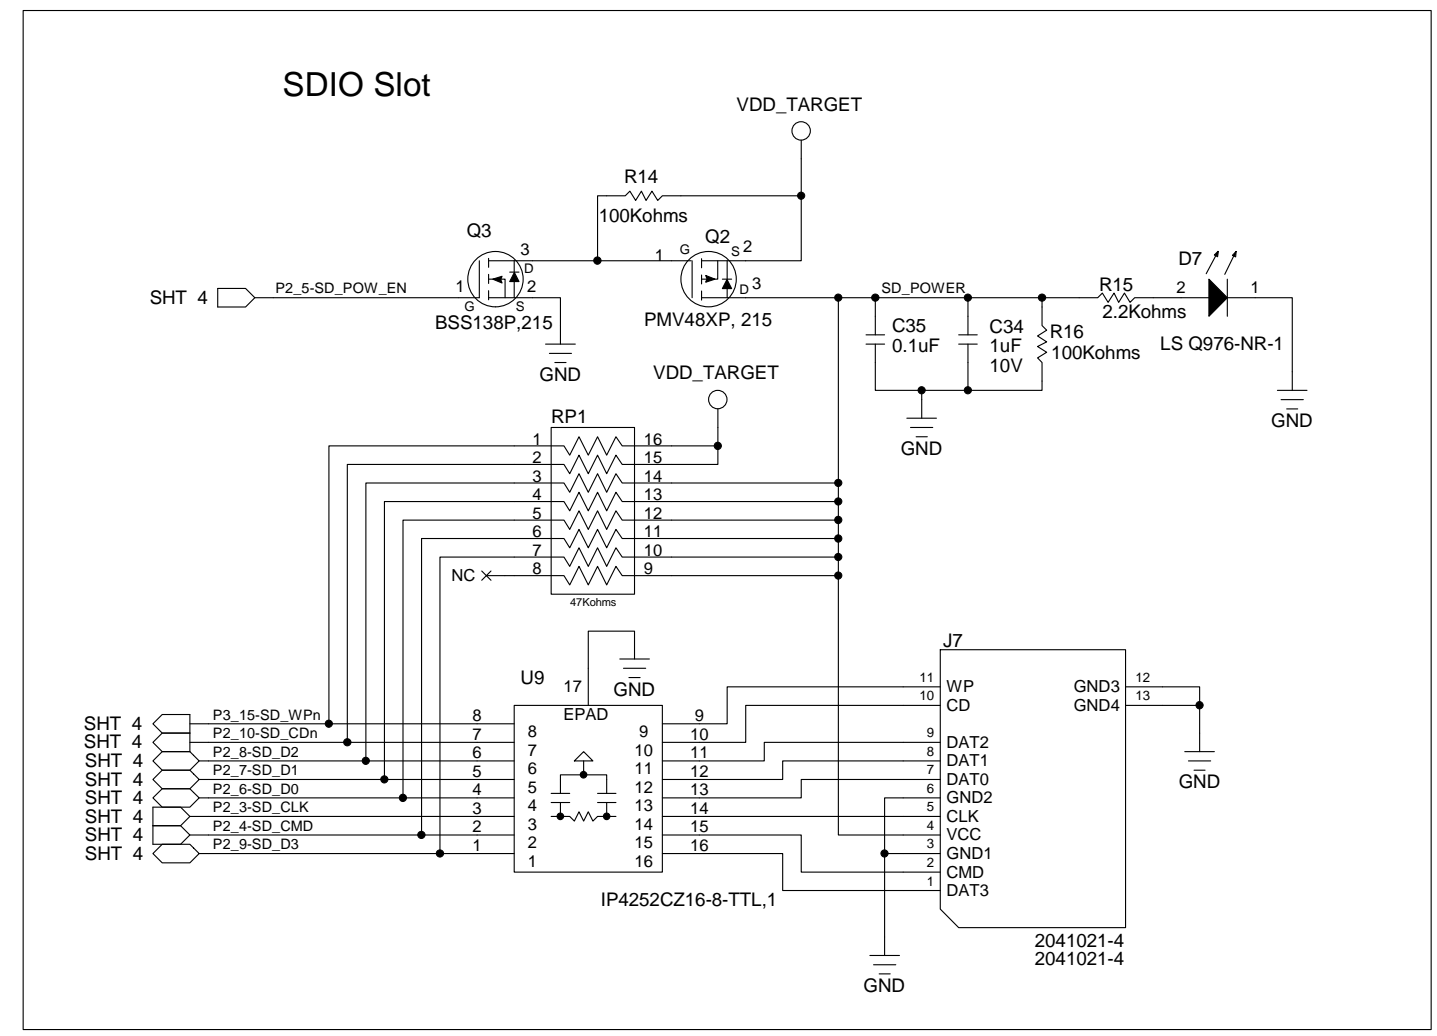 SDIO Slot
VDD_TARGET
R14
100Kohms
Q3
3
D
1
G
2
S
BSS138P,215
SHT 4
P2_5-SD_POW_EN
GND
Q2
1
G
S
2
D
3
PMV48XP, 215
SD_POWER
C35
0.1uF
C34
1uF
10V
R16
100Kohms
R15
2.2Kohms
D7
2
1
LS Q976-NR-1
GND
GND
VDD_TARGET
RP1
1 16
2 15
3 14
4 13
5 12
6 11
7 10
NC 8 9
47Kohms
U9
17
EPAD
GND
SHT 4 P3_15-SD_WPn 8 8 9 9
SHT 4 P2_10-SD_CDn 7 7 10 10
SHT 4 P2_8-SD_D2 6 6 11 11
SHT 4 P2_7-SD_D1 5 5 12 12
SHT 4 P2_6-SD_D0 4 4 13 13
SHT 4 P2_3-SD_CLK 3 3 14 14
SHT 4 P2_4-SD_CMD 2 2 15 15
SHT 4 P2_9-SD_D3 1 1 16 16
IP4252CZ16-8-TTL,1
J7
11 WP GND3 12
10 CD GND4 13
9 DAT2
8 DAT1
7 DAT0
6 GND2
5 CLK
4 VCC
3 GND1
2 CMD
1 DAT3
GND
2041021-4
2041021-4
GND